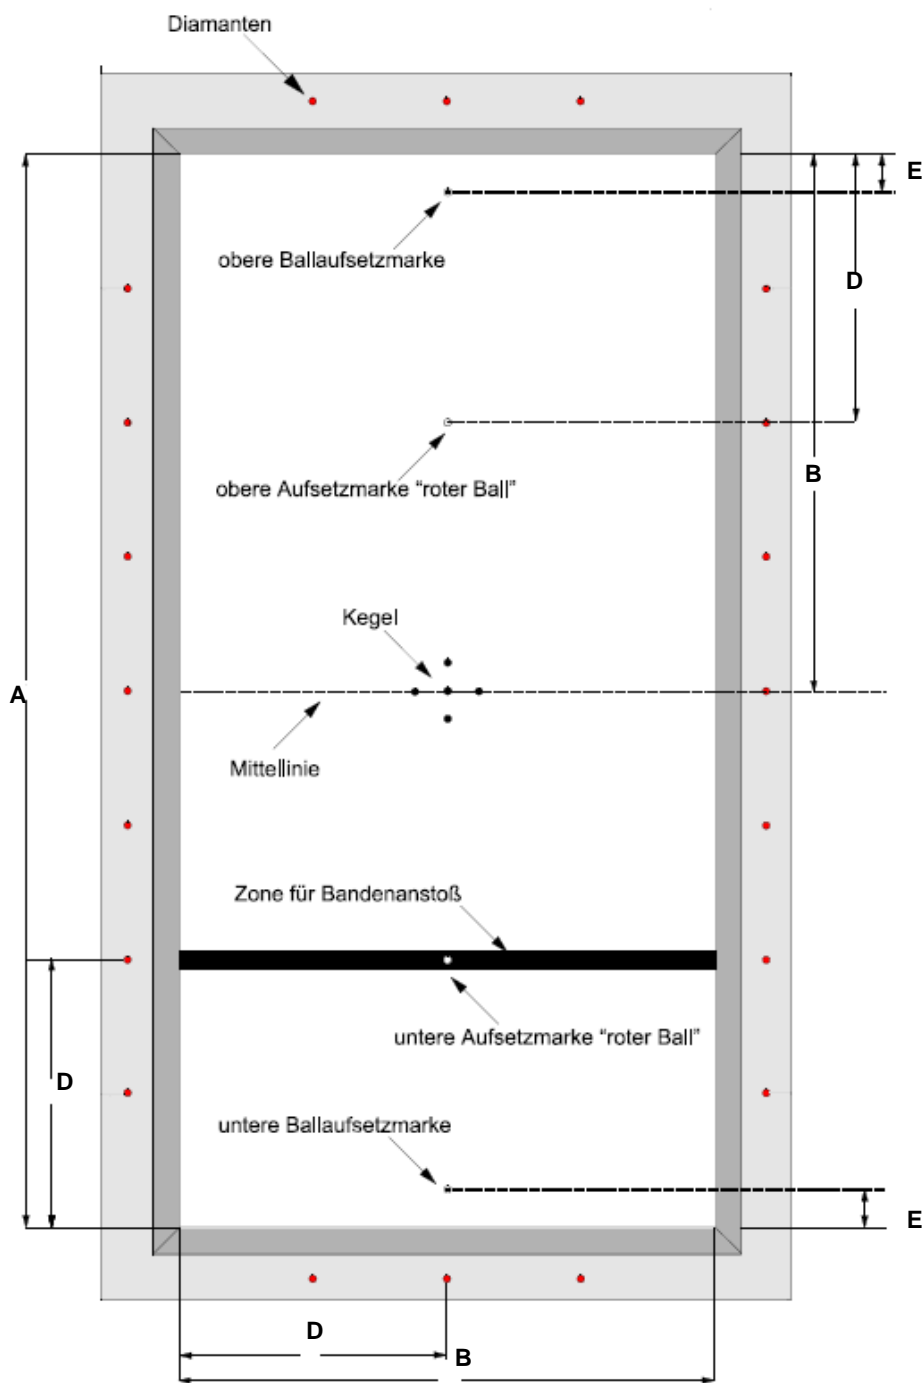 Diamanten
E
obere Ballaufsetzmarke
D
obere Aufsetzmarke “roter Ball”
B
Kegel
A
Mittellinie
Zone für Bandenanstoß
untere Aufsetzmarke “roter Ball”
D
untere Ballaufsetzmarke
E
D
B